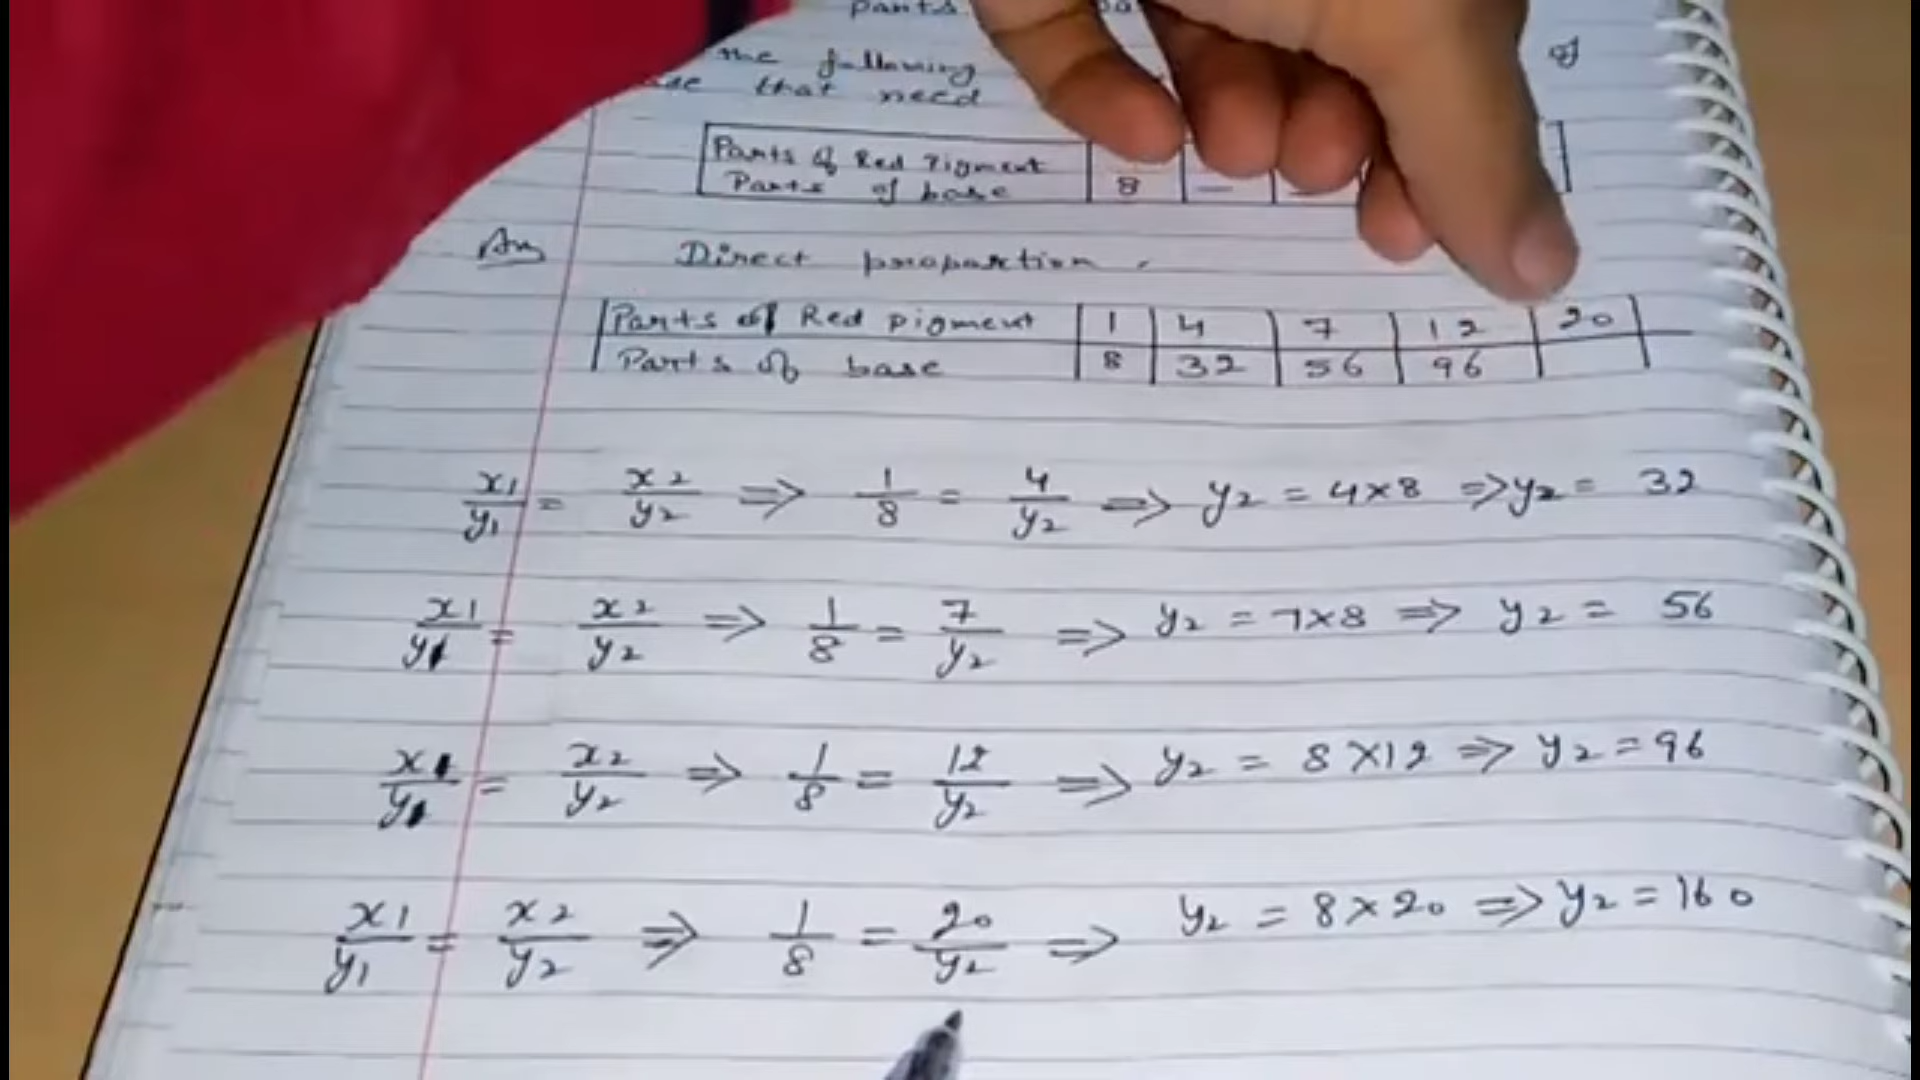 parts
the following of
that need
Parts of Red Pigment
Parts of base 8 —
Ans Direct proportion.
Parts of Red pigment 1 4 7 12 20
Parts of base 8 32 56 96
x1/y1 = x2/y2 ⇒ 1/8 = 4/y2 ⇒ y2 = 4×8 ⇒ y2 = 32
x1/y1 = x2/y2 ⇒ 1/8 = 7/y2 ⇒ y2 = 7×8 ⇒ y2 = 56
x1/y1 = x2/y2 ⇒ 1/8 = 12/y2 ⇒ y2 = 8×12 ⇒ y2 = 96
x1/y1 = x2/y2 ⇒ 1/8 = 20/y2 ⇒ y2 = 8×20 ⇒ y2 = 160